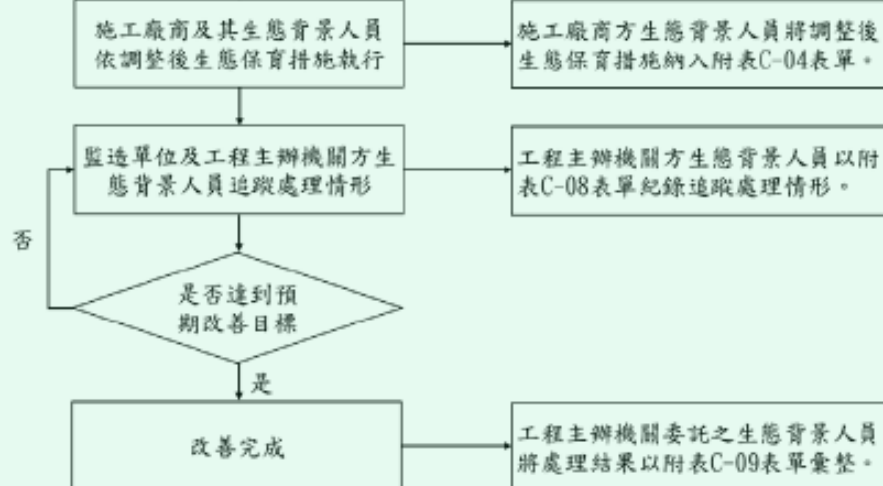 施工廠商及其生態背景人員
依調整後生態保育措施執行
施工廠商方生態背景人員將調整後
生態保育措施納入附表C-04表單。
監造單位及工程主辦機關方生
態背景人員追蹤處理情形
工程主辦機關方生態背景人員以附
表C-08表單紀錄追蹤處理情形。
否
是否達到預
期改善目標
是
改善完成
工程主辦機關委託之生態背景人員
將處理結果以附表C-09表單彙整。